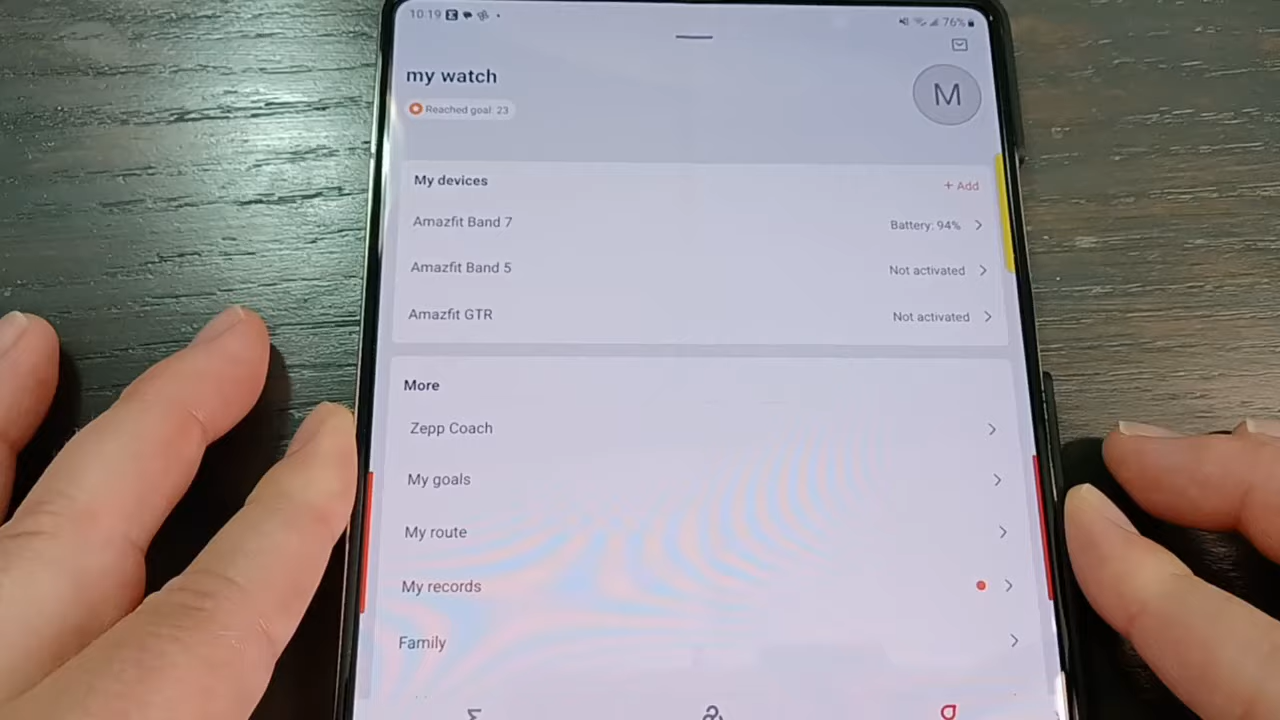 10:19 76%
my watch
M
Reached goal: 23
My devices + Add
Amazfit Band 7 Battery: 94%
Amazfit Band 5 Not activated
Amazfit GTR Not activated
More
Zepp Coach
My goals
My route
My records
Family